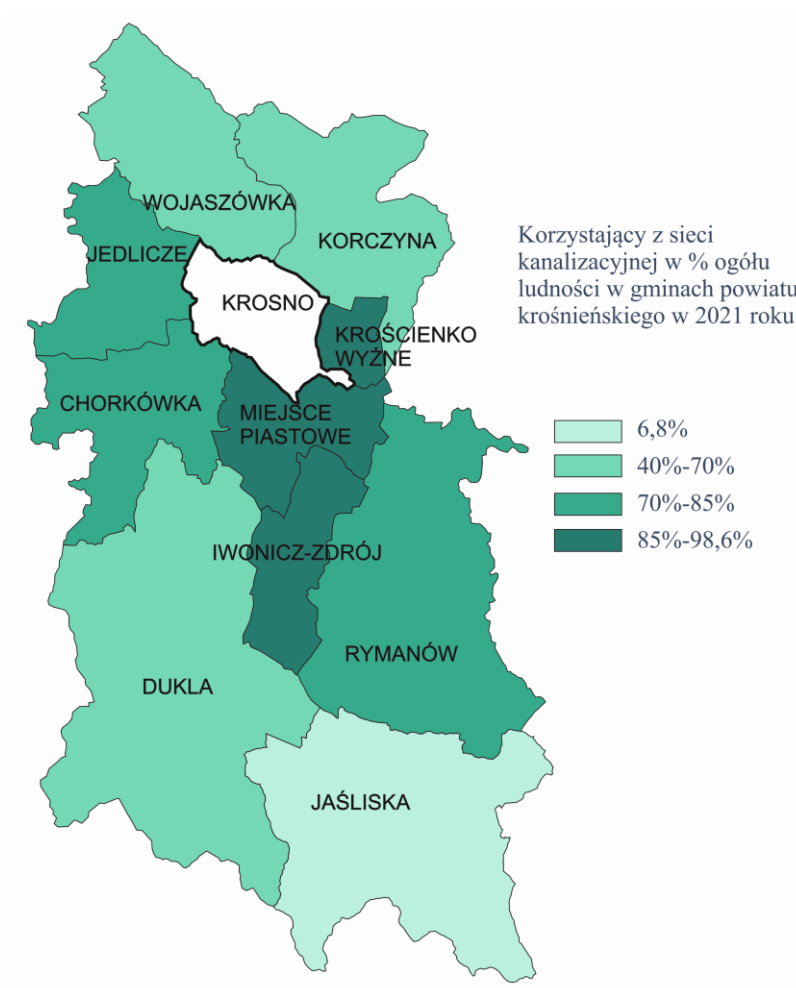 WOJASZÓWKA
KORCZYNA
JEDLICZE
KROSNO
KROŚCIENKO
WYŻNE
CHORKÓWKA
MIEJSCE
PIASTOWE
IWONICZ-ZDRÓJ
RYMANÓW
DUKLA
JAŚLISKA
Korzystający z sieci
kanalizacyjnej w % ogółu
ludności w gminach powiatu
krośnieńskiego w 2021 roku
6,8%
40%-70%
70%-85%
85%-98,6%